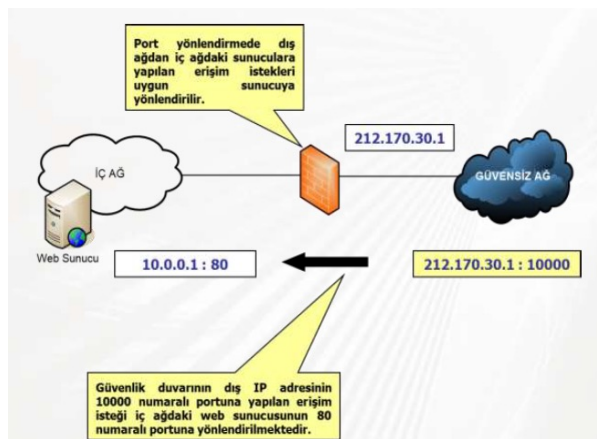 Port yönlendirmede dış
ağdan iç ağdaki sunuculara
yapılan erişim istekleri
uygun sunucuya
yönlendirilir.
212.170.30.1
İÇ AĞ
GÜVENSİZ AĞ
Web Sunucu
10.0.0.1 : 80
212.170.30.1 : 10000
Güvenlik duvarının dış IP adresinin
10000 numaralı portuna yapılan erişim
isteği iç ağdaki web sunucusunun 80
numaralı portuna yönlendirilmektedir.